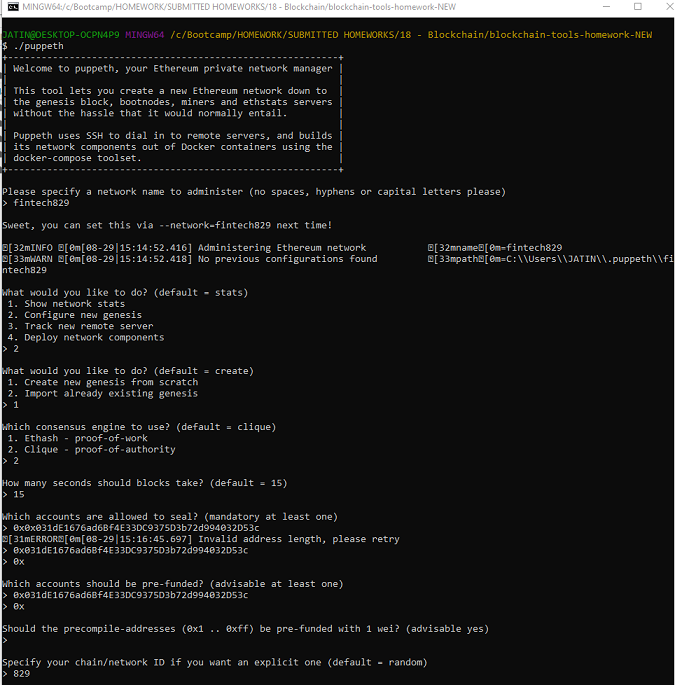 MINGW64:/c/Bootcamp/HOMEWORK/SUBMITTED HOMEWORKS/18 - Blockchain/blockchain-tools-homework-NEW
JATIN@DESKTOP-OCPN4P9 MINGW64 /c/Bootcamp/HOMEWORK/SUBMITTED HOMEWORKS/18 - Blockchain/blockchain-tools-homework-NEW
$ ./puppeth
+-----------------------------------------------------------+
| Welcome to puppeth, your Ethereum private network manager |
|                                                           |
| This tool lets you create a new Ethereum network down to  |
| the genesis block, bootnodes, miners and ethstats servers |
| without the hassle that it would normally entail.         |
|                                                           |
| Puppeth uses SSH to dial in to remote servers, and builds |
| its network components out of Docker containers using the |
| docker-compose toolset.                                   |
+-----------------------------------------------------------+
Please specify a network name to administer (no spaces, hyphens or capital letters please)
> fintech829
Sweet, you can set this via --network=fintech829 next time!
[32mINFO [0m[08-29|15:14:52.416] Administering Ethereum network [32mname[0m=fintech829
[33mWARN [0m[08-29|15:14:52.418] No previous configurations found [33mpath[0m=C:\\Users\\JATIN\\.puppeth\\fi
ntech829
What would you like to do? (default = stats)
1. Show network stats
2. Configure new genesis
3. Track new remote server
4. Deploy network components
> 2
What would you like to do? (default = create)
1. Create new genesis from scratch
2. Import already existing genesis
> 1
Which consensus engine to use? (default = clique)
1. Ethash - proof-of-work
2. Clique - proof-of-authority
> 2
How many seconds should blocks take? (default = 15)
> 15
Which accounts are allowed to seal? (mandatory at least one)
> 0x0x031dE1676ad6Bf4E33DC9375D3b72d994032D53c
[31mERROR[0m[08-29|15:16:45.697] Invalid address length, please retry
> 0x031dE1676ad6Bf4E33DC9375D3b72d994032D53c
> 0x
Which accounts should be pre-funded? (advisable at least one)
> 0x031dE1676ad6Bf4E33DC9375D3b72d994032D53c
> 0x
Should the precompile-addresses (0x1 .. 0xff) be pre-funded with 1 wei? (advisable yes)
>
Specify your chain/network ID if you want an explicit one (default = random)
> 829